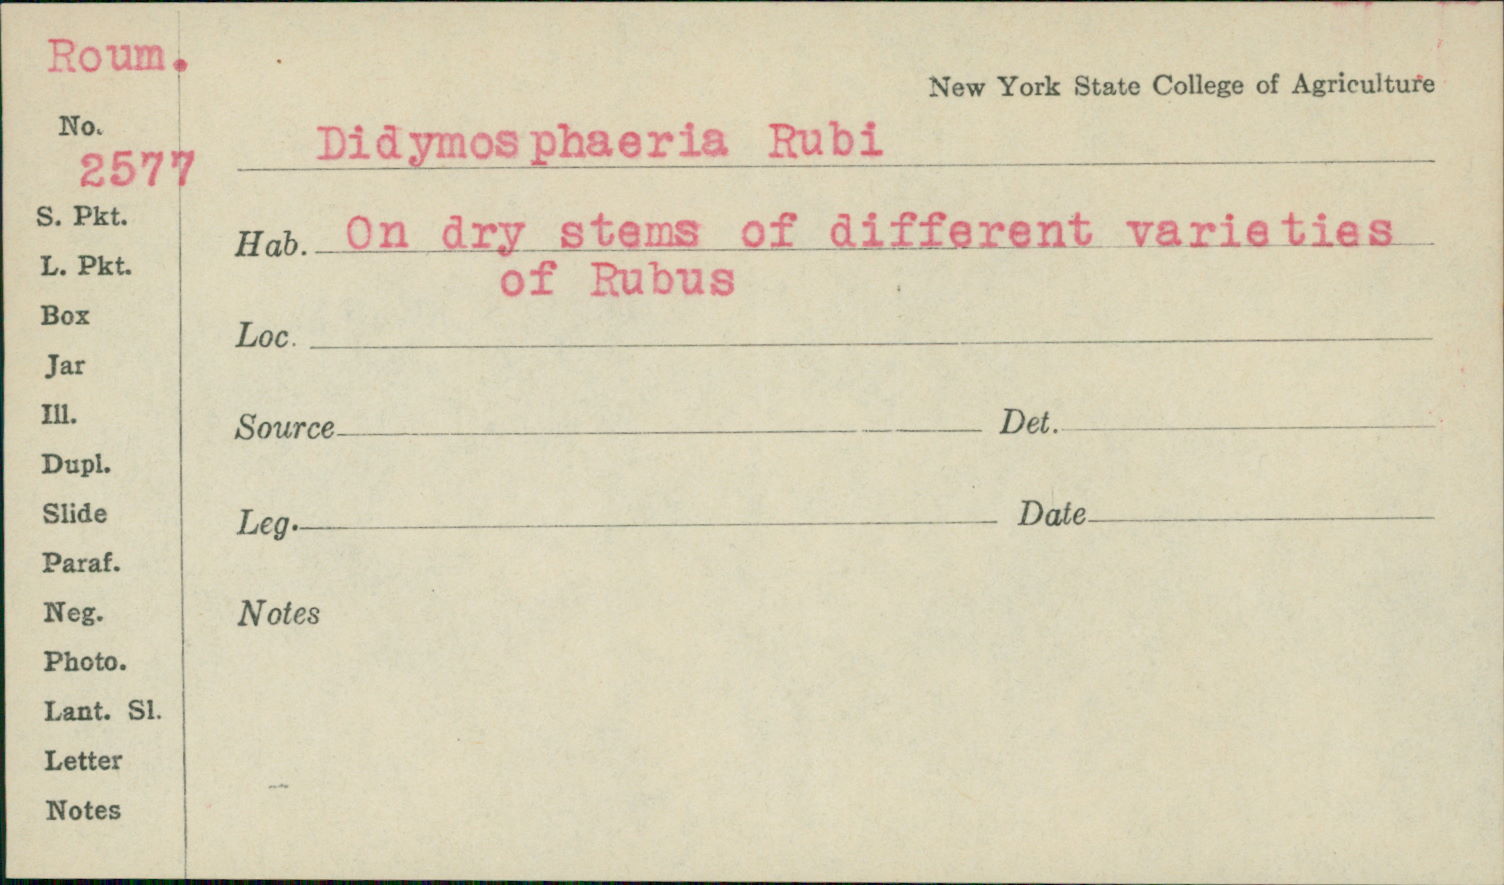 Roum.
New York State College of Agriculture
No.
2577
Didymosphaeria Rubi
S. Pkt.
Hab. On dry stems of different varieties
of Rubus
L. Pkt.
Box
Loc.
Jar
Ill.
Source Det.
Dupl.
Slide
Leg. Date
Paraf.
Neg.
Notes
Photo.
Lant. Sl.
Letter
Notes